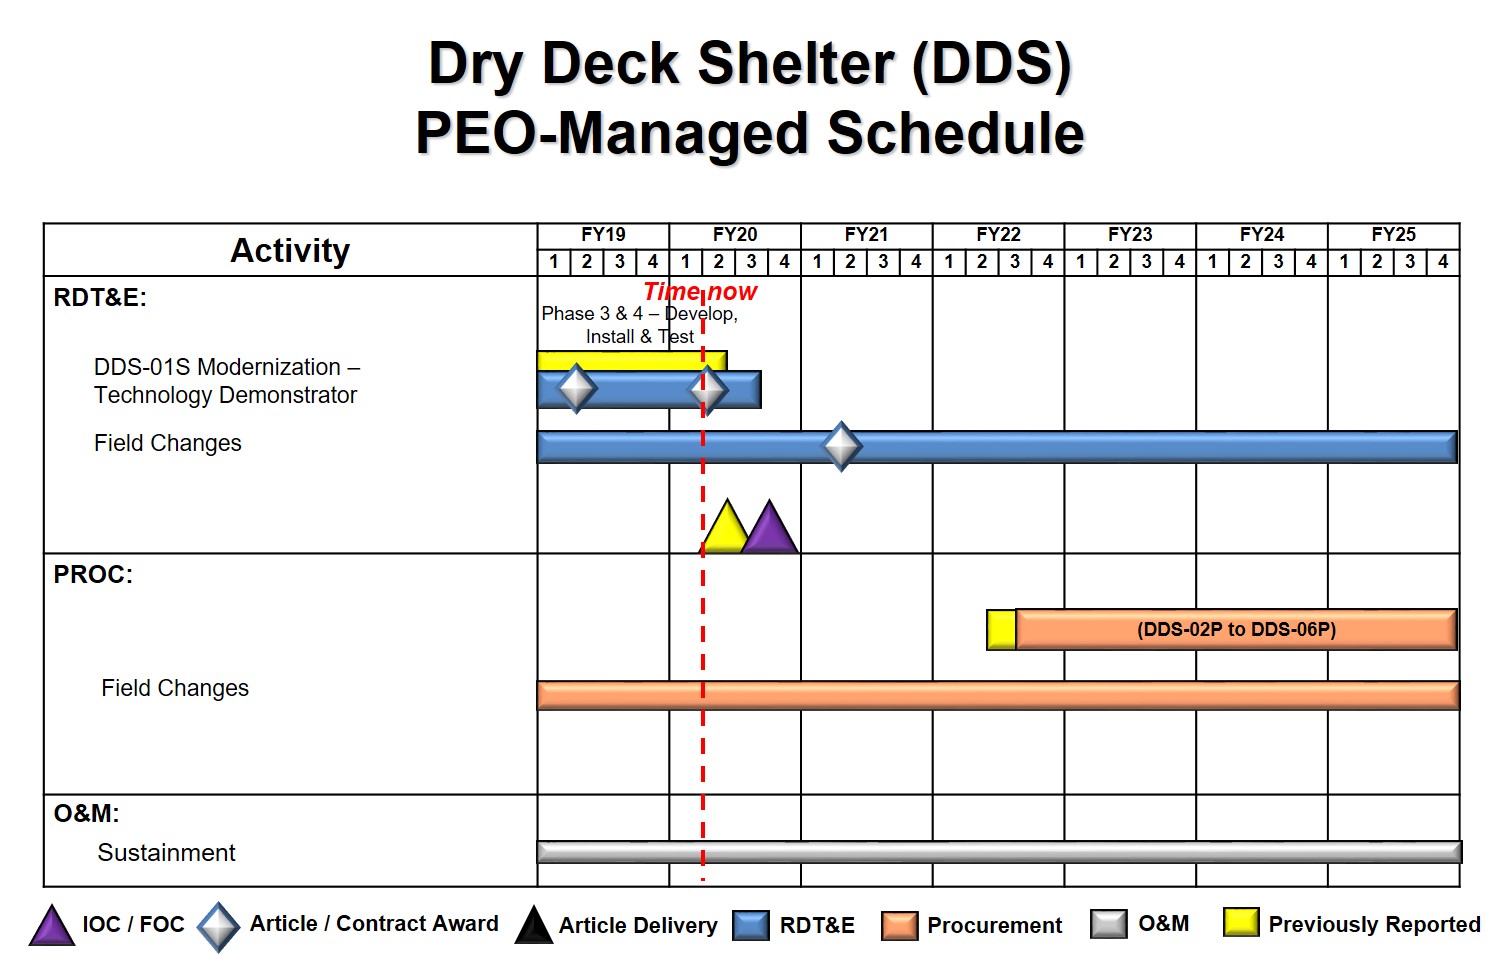 Dry Deck Shelter (DDS)
PEO-Managed Schedule
Activity
FY19 FY20 FY21 FY22 FY23 FY24 FY25
1 2 3 4 1 2 3 4 1 2 3 4 1 2 3 4 1 2 3 4 1 2 3 4 1 2 3 4
RDT&E:
Time now
Phase 3 & 4 – Develop,
Install & Test
DDS-01S Modernization –
Technology Demonstrator
Field Changes
PROC:
(DDS-02P to DDS-06P)
Field Changes
O&M:
Sustainment
IOC / FOC Article / Contract Award Article Delivery RDT&E Procurement O&M Previously Reported